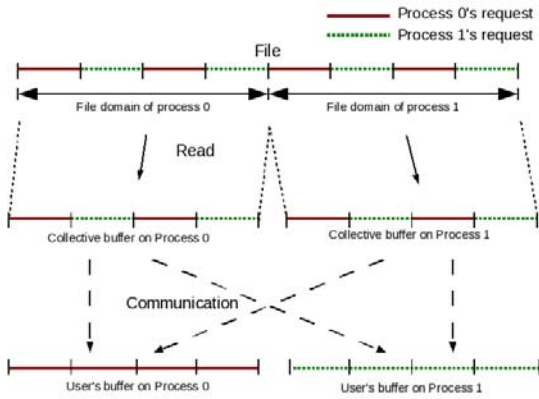 Process 0's request
Process 1's request
File
File domain of process 0
File domain of process 1
Read
Collective buffer on Process 0
Collective buffer on Process 1
Communication
User's buffer on Process 0
User's buffer on Process 1